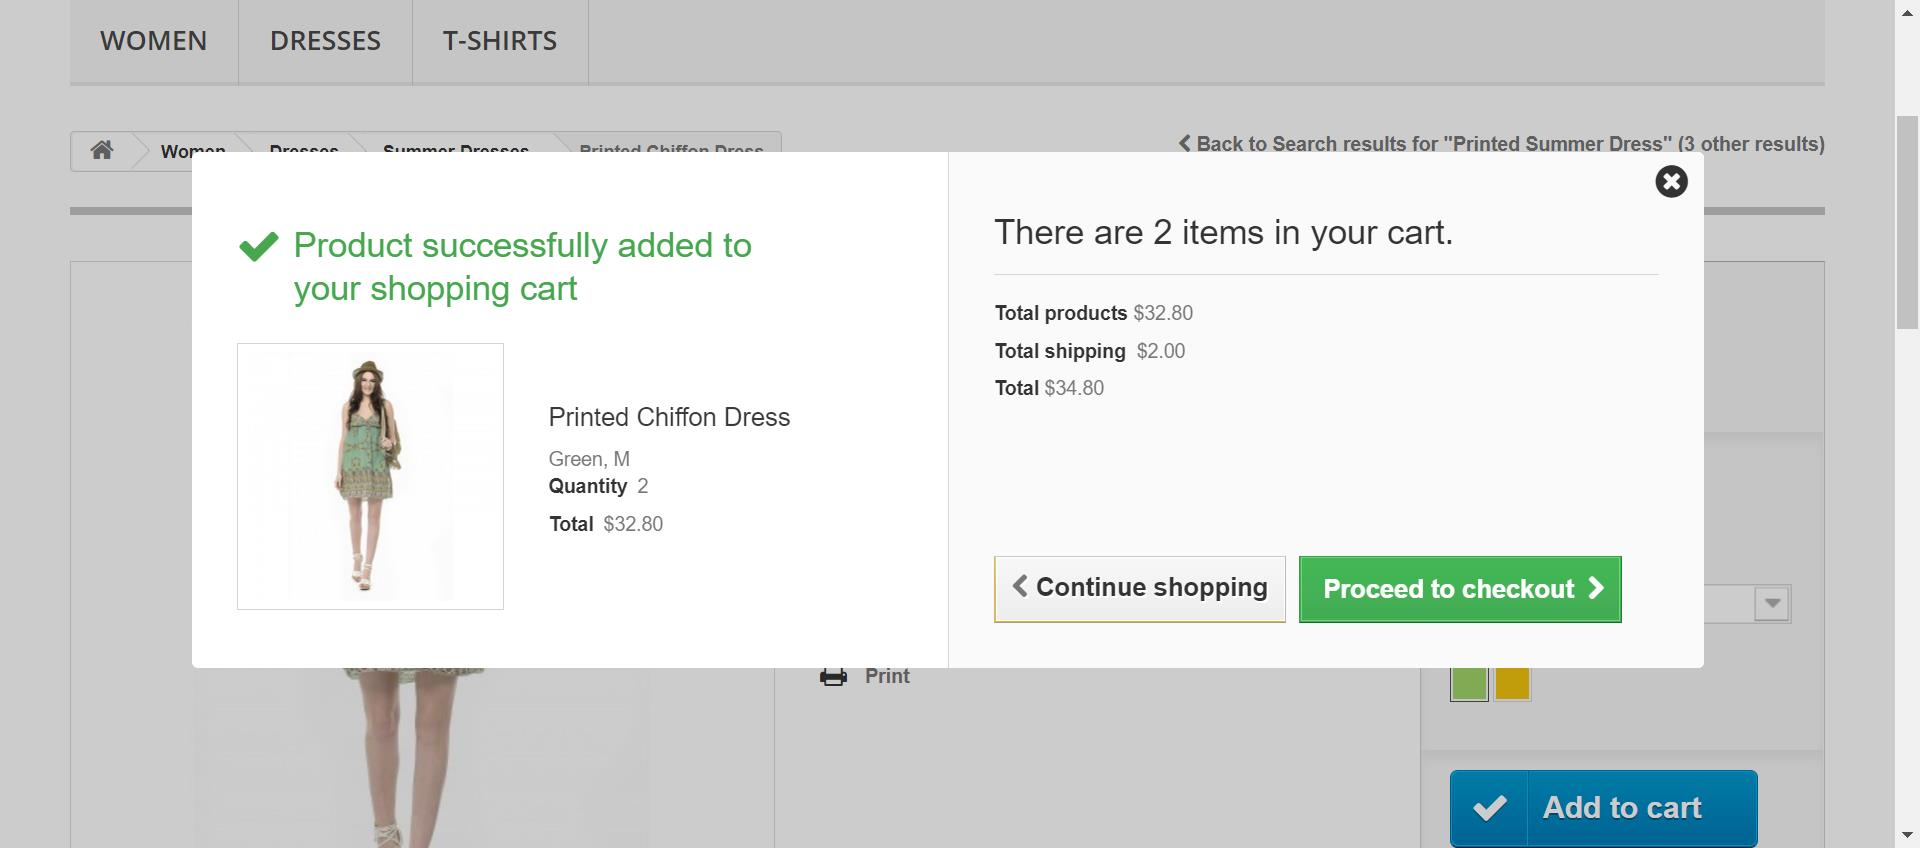 WOMEN
DRESSES
T-SHIRTS
Women
Dresses
Summer Dresses
Printed Chiffon Dress
Back to Search results for "Printed Summer Dress" (3 other results)
Product successfully added to
your shopping cart
Printed Chiffon Dress
Green, M
Quantity 2
Total $32.80
There are 2 items in your cart.
Total products $32.80
Total shipping $2.00
Total $34.80
Continue shopping
Proceed to checkout
Print
Add to cart